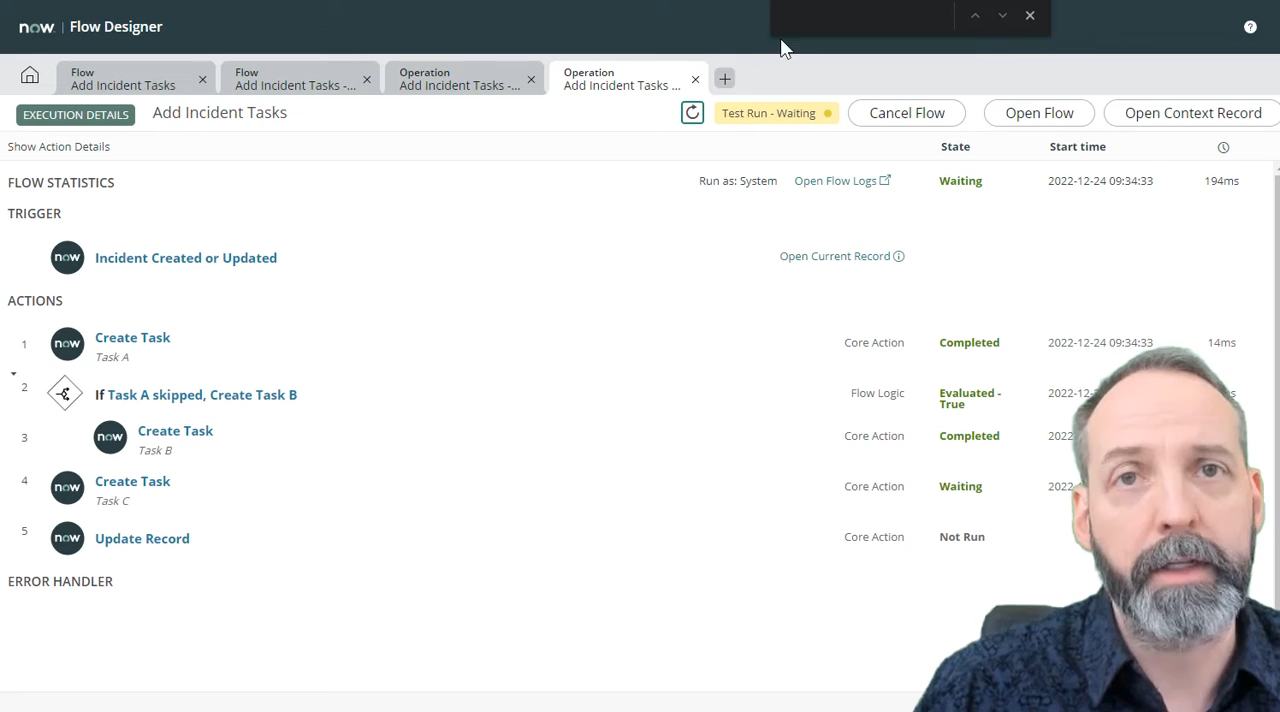 now Flow Designer
Flow
Add Incident Tasks
Flow
Add Incident Tasks -...
Operation
Add Incident Tasks -...
Operation
Add Incident Tasks ...
EXECUTION DETAILS Add Incident Tasks Test Run - Waiting Cancel Flow Open Flow Open Context Record
Show Action Details State Start time
FLOW STATISTICS Run as: System Open Flow Logs Waiting 2022-12-24 09:34:33 194ms
TRIGGER
now Incident Created or Updated Open Current Record
ACTIONS
1 now Create Task Core Action Completed 2022-12-24 09:34:33 14ms
Task A
2 If Task A skipped, Create Task B Flow Logic Evaluated - True
3 now Create Task Core Action Completed 2022
Task B
4 now Create Task Core Action Waiting 2022-
Task C
5 now Update Record Core Action Not Run
ERROR HANDLER